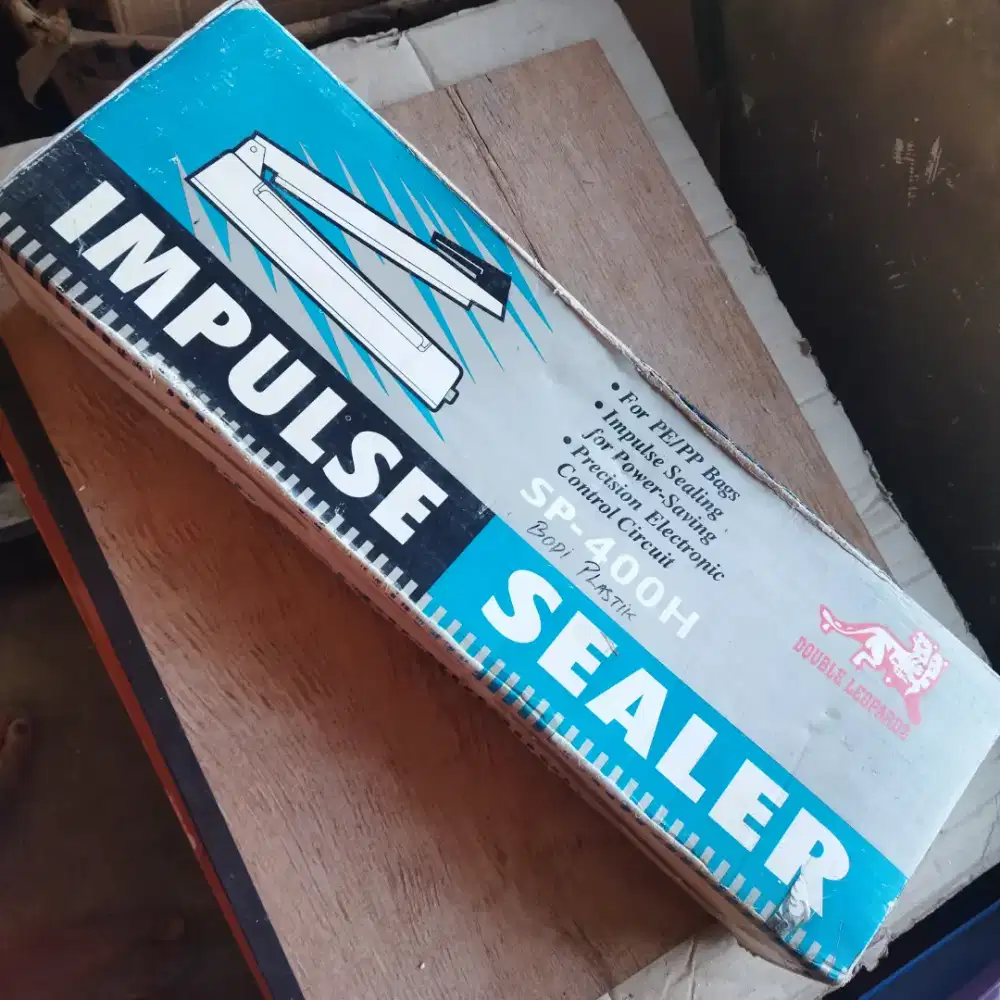 IMPULSE
SEALER
• For PE/PP Bags
• Impulse Sealing
for Power-Saving
• Precision Electronic
Control Circuit
SP-400H
BODI PLASTIK
DOUBLE LEOPARDS